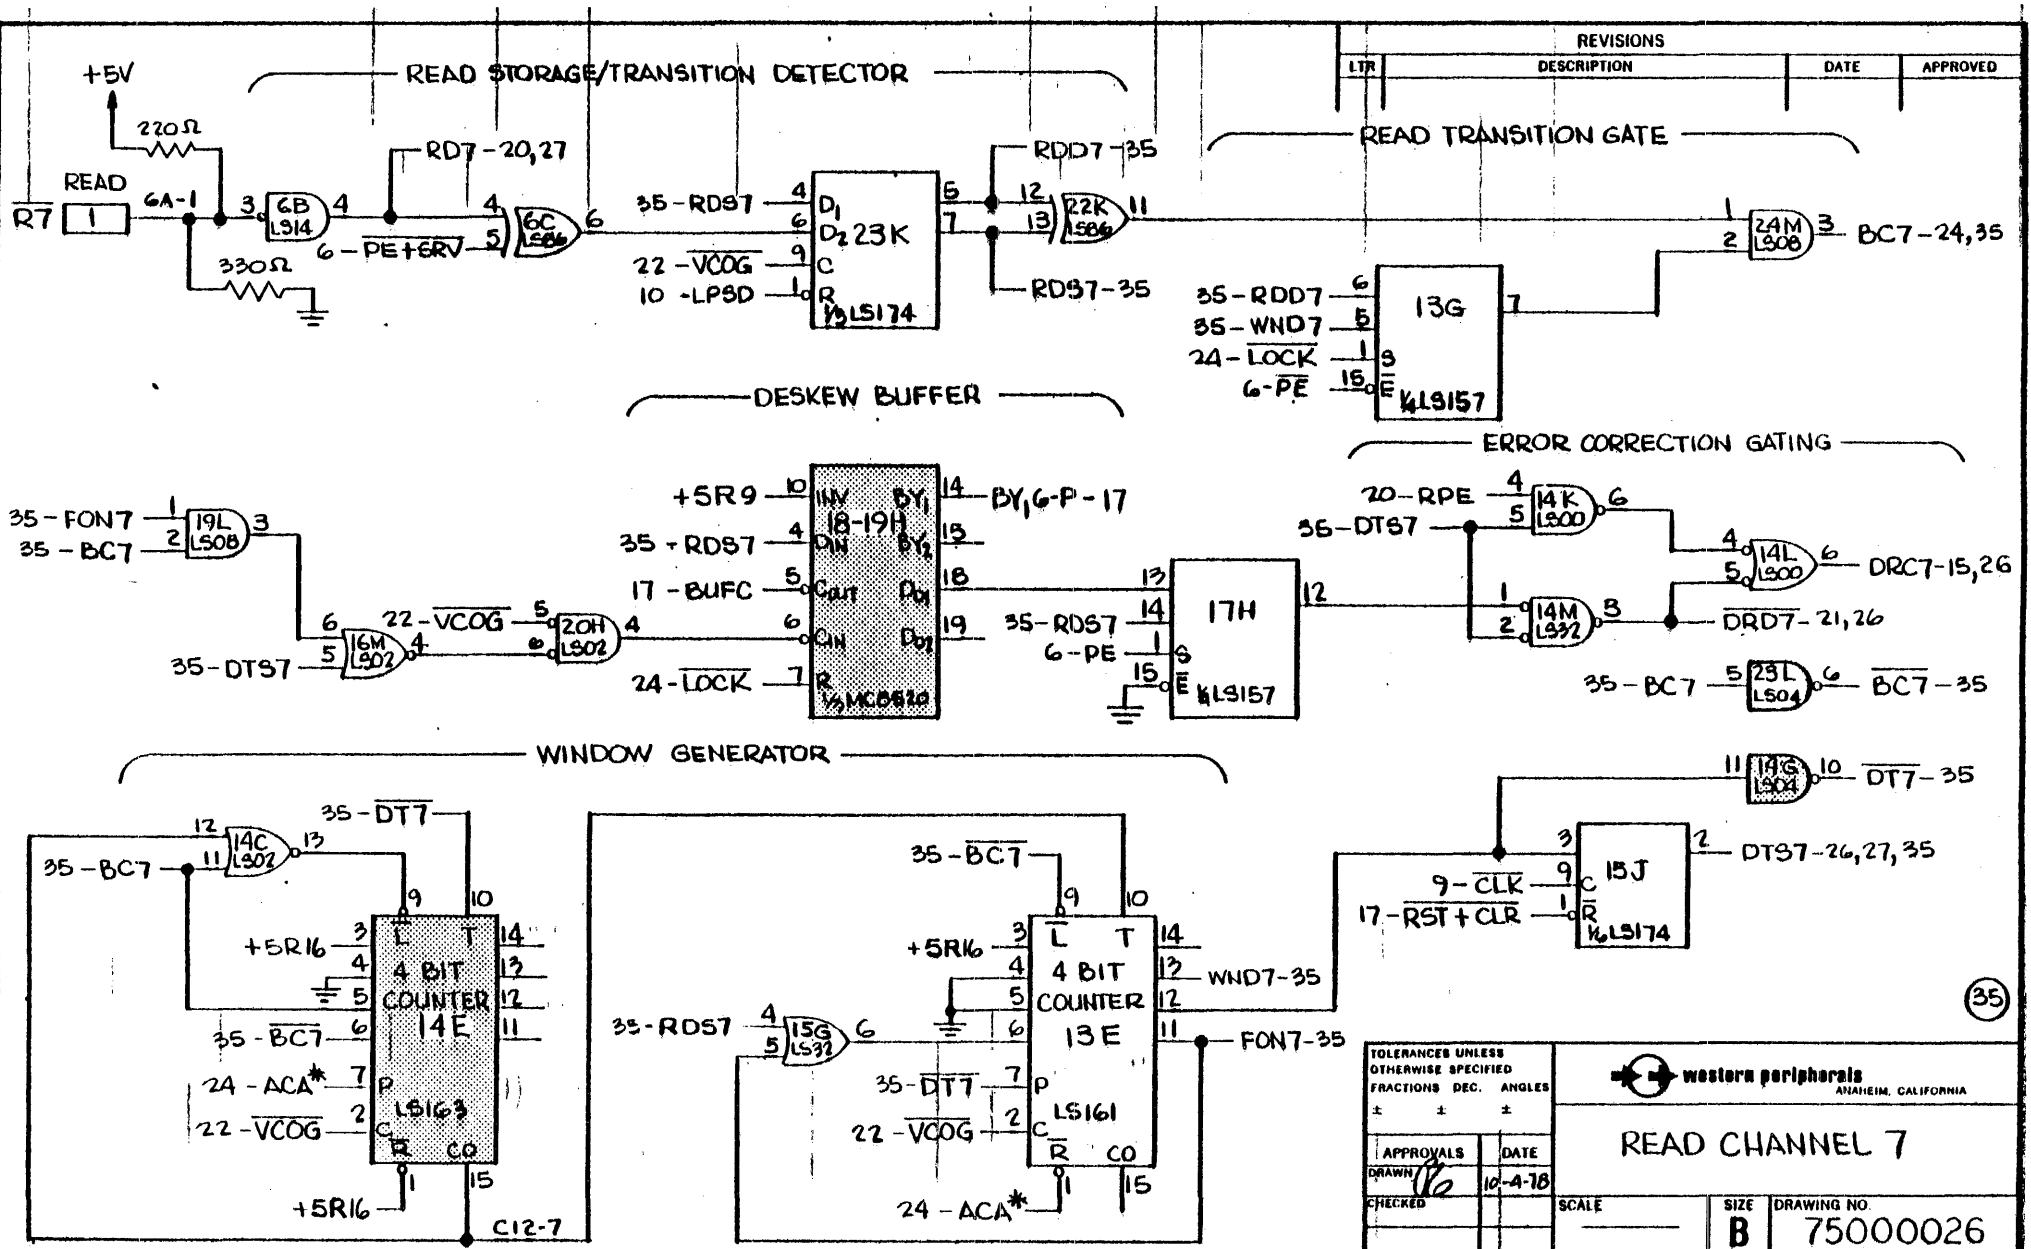 REVISIONS
LTR DESCRIPTION DATE APPROVED
READ STORAGE/TRANSITION DETECTOR
+5V
220Ω
READ
R7 1 6A-1 3 6B LS14 4
330Ω
RD7-20,27
4 5 6C LS86 6
6-PE+SRV
35-RDS7 4 D1 5
6 D2 23K 7
22-VCOG 9 C
10-LPSD 1 R
1/3 LS174
RDD7-35
12 13 22K LS86 11
RDS7-35
READ TRANSITION GATE
1 2 24M LS08 3 BC7-24,35
35-RDD7 6 13G 7
35-WND7 5
24-LOCK 1 S
6-PE 15 E
1/4 LS157
DESKEW BUFFER
+5R9 10 INV BY1 14 BY,6-P-17
18-19H
35-RDS7 4 DIN BY2 15
17-BUFC 5 COUT DO1 18
6 CIN DO2 19
24-LOCK 7 R
1/3 MC8520
35-FON7 1 19L LS08 3
35-BC7 2
6 16M LS02 4
35-DTS7 5
22-VCOG 5 20H LS02 4
6
13 17H 12
35-RDS7 14
6-PE 1 S
15 E
1/4 LS157
ERROR CORRECTION GATING
20-RPE 4 14K LS00 6
35-DTS7 5
4 14L LS00 6 DRC7-15,26
5
1 14M LS32 3 DRD7-21,26
2
35-BC7 5 23L LS04 6 BC7-35
WINDOW GENERATOR
35-DT7
12 14C LS02 13
35-BC7 11
9 10
L T 14
+5R16 3
4 4 BIT 13
5 COUNTER 12
35-BC7 6 14E 11
24-ACA* 7 P
LS163
22-VCOG 2 C
R CO
1 15
+5R16
C12-7
35-BC7
9 10
+5R16 3 L T 14
4 4 BIT 13 WND7-35
5 COUNTER 12
35-RDS7 4 15G LS32 6 6 13E 11 FON7-35
5
35-DT7 7 P
LS161
22-VCOG 2 C
R CO
1 15
24-ACA*
11 14G LS04 10 DT7-35
3 15J 2 DTS7-26,27,35
9-CLK 9 C
17-RST+CLR 1 R
1/6 LS174
35
TOLERANCES UNLESS
OTHERWISE SPECIFIED
FRACTIONS DEC. ANGLES
± ± ±
APPROVALS DATE
DRAWN 10-4-78
CHECKED
western peripherals
ANAHEIM, CALIFORNIA
READ CHANNEL 7
SCALE SIZE DRAWING NO.
B 75000026